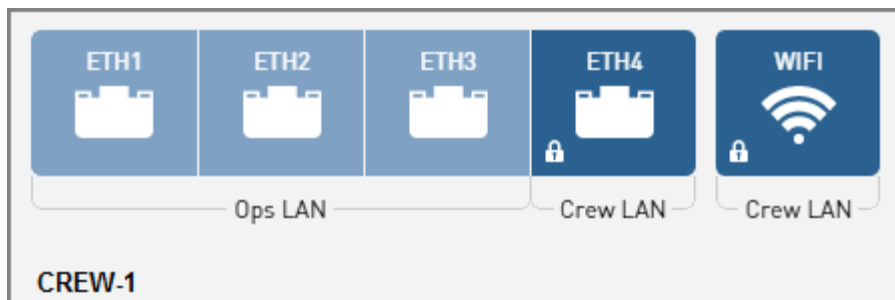 ETH1 ETH2 ETH3 ETH4 WIFI
Ops LAN Crew LAN Crew LAN
CREW-1